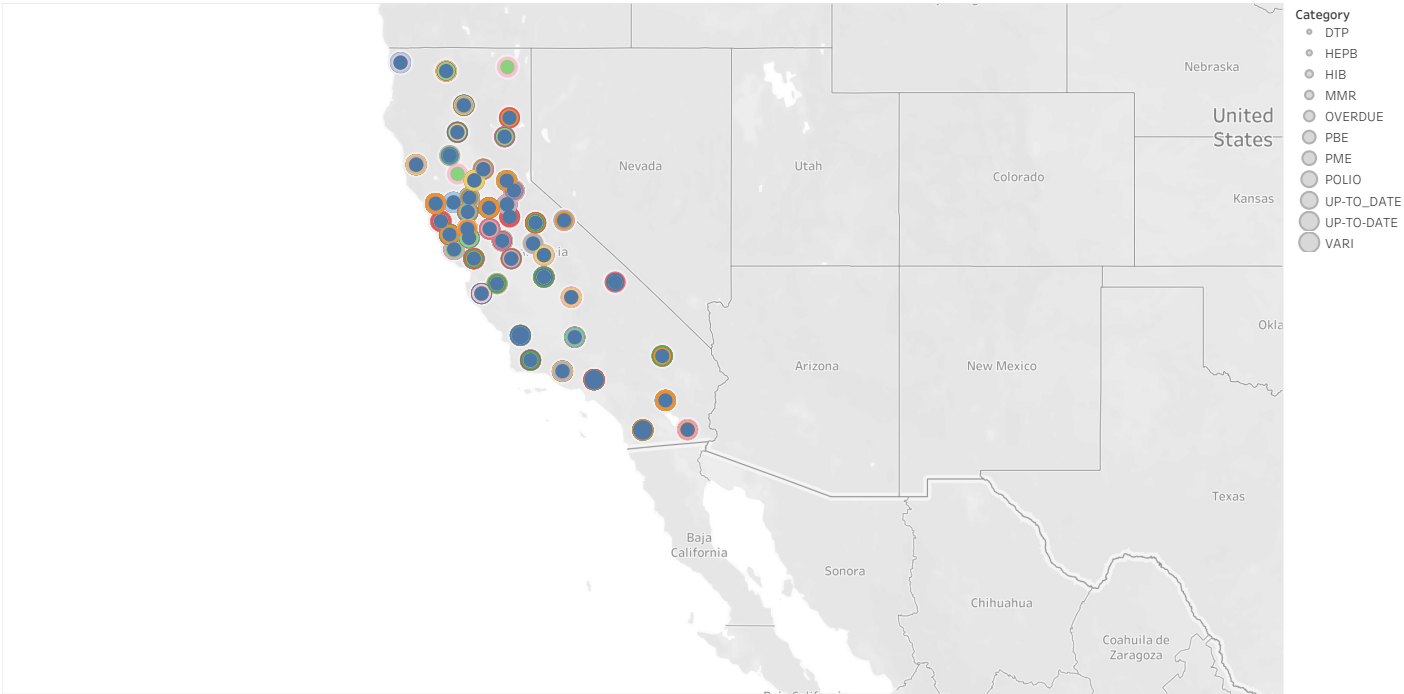 Category
DTP
HEPB
HIB
MMR
OVERDUE
PBE
PME
POLIO
UP-TO_DATE
UP-TO-DATE
VARI
Nebraska
United
States
Nevada
Utah
Colorado
Kansas
Okla
Arizona
New Mexico
Texas
Baja
California
Sonora
Chihuahua
Coahuila de
Zaragoza